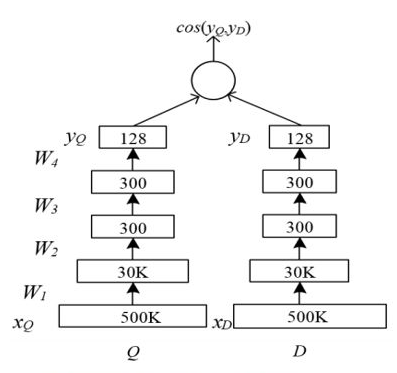 cos(y_Q,y_D)
y_Q 128 y_D 128
W_4
300 300
W_3
300 300
W_2
30K 30K
W_1
x_Q 500K x_D 500K
Q D